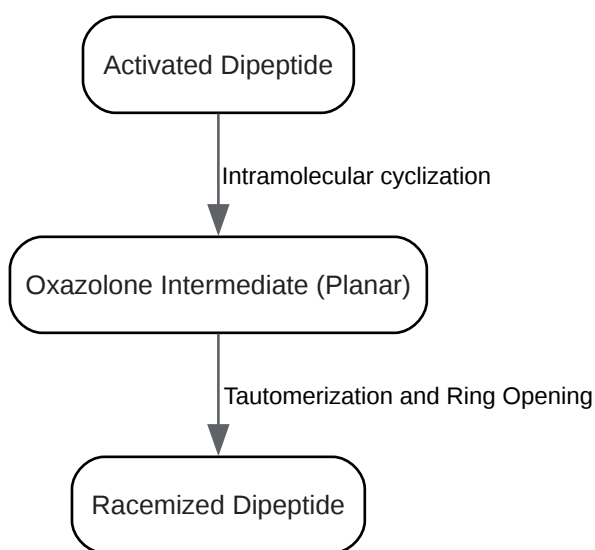 Activated Dipeptide
Intramolecular cyclization
Oxazolone Intermediate (Planar)
Tautomerization and Ring Opening
Racemized Dipeptide